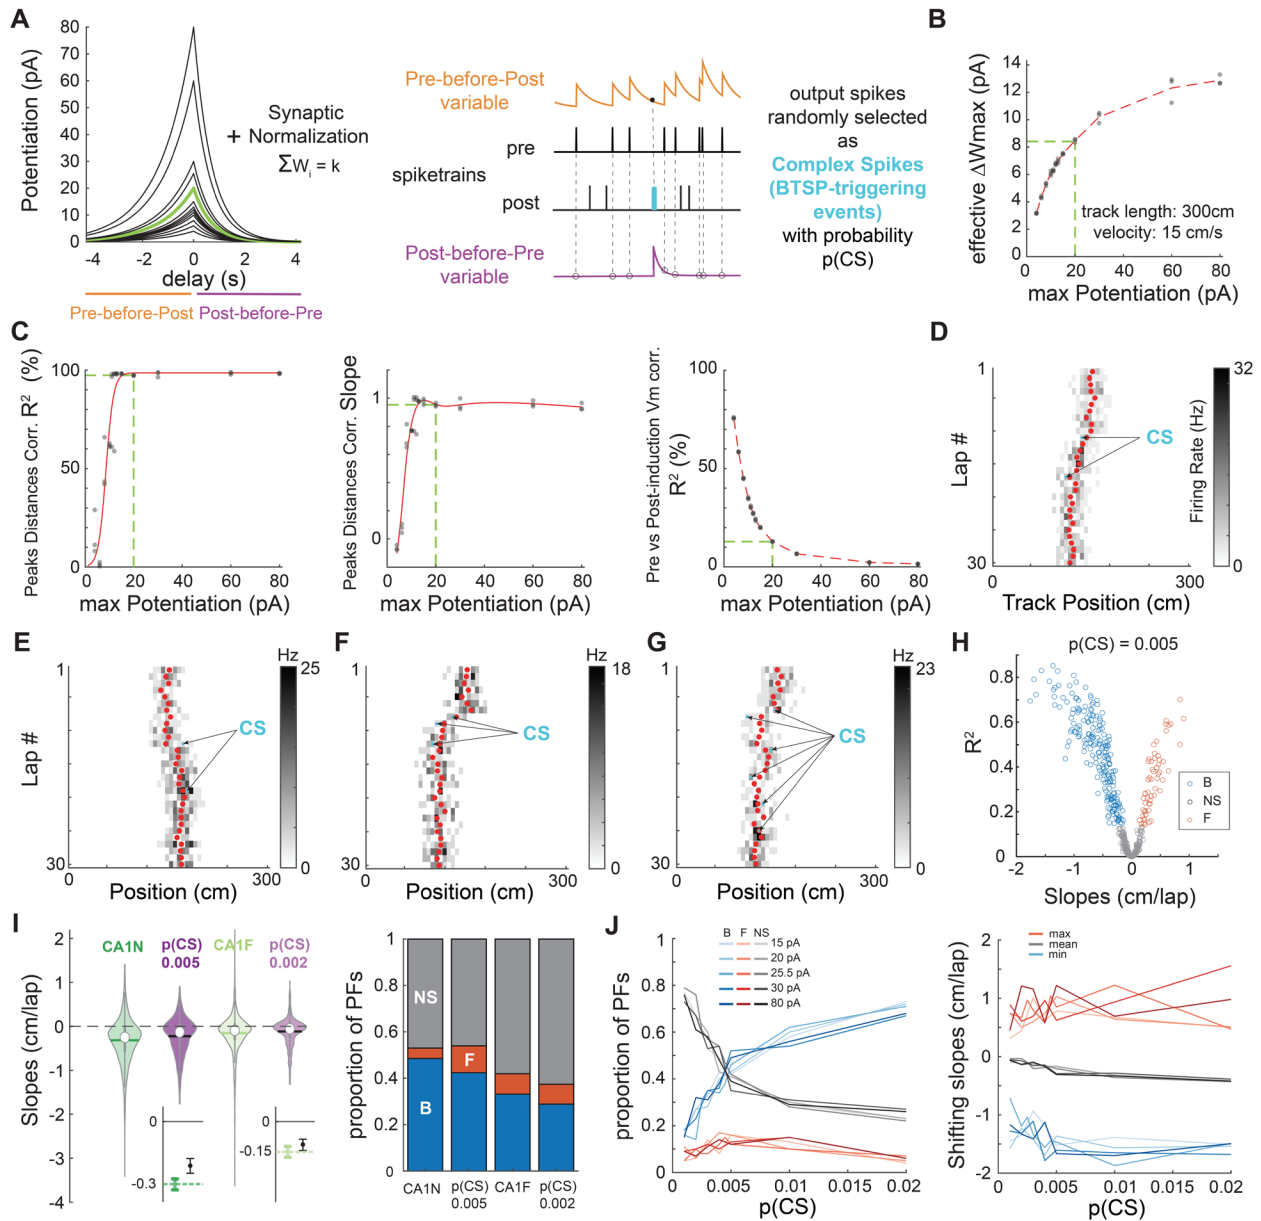 A
Potentiation (pA)
80
70
60
50
40
30
20
10
0
-4
-2
0
2
4
delay (s)
Pre-before-Post
Post-before-Pre
+
Synaptic
Normalization
ΣWi = k
Pre-before-Post
variable
pre
spiketrains
post
Post-before-Pre
variable
output spikes
randomly selected
as
Complex Spikes
(BTSP-triggering
events)
with probability
p(CS)
B
effective ΔWmax (pA)
14
12
10
8
6
4
2
0
track length: 300cm
velocity: 15 cm/s
0
20
40
60
80
max Potentiation (pA)
C
Peaks Distances Corr. R² (%)
100
50
0
0
20
40
60
80
max Potentiation (pA)
Peaks Distances Corr. Slope
1
0
0
20
40
60
80
max Potentiation (pA)
Pre vs Post-induction Vm corr.
R² (%)
100
50
0
0
20
40
60
80
max Potentiation (pA)
D
Lap #
1
30
CS
0
300
Track Position (cm)
Firing Rate (Hz)
32
0
E
Lap #
1
30
CS
0
300
Position (cm)
Hz
25
0
F
1
30
CS
0
300
Position (cm)
Hz
18
0
G
1
30
CS
0
300
Position (cm)
Hz
23
0
H
p(CS) = 0.005
R²
0.8
0.6
0.4
0.2
0
B
NS
F
-2
-1
0
1
Slopes (cm/lap)
I
Slopes (cm/lap)
2
1
0
-1
-2
-3
-4
CA1N
p(CS)
0.005
CA1F
p(CS)
0.002
0
-0.3
0
-0.15
proportion of PFs
1
0.8
0.6
0.4
0.2
0
NS
F
B
CA1N
p(CS)
0.005
CA1F
p(CS)
0.002
J
proportion of PFs
1
0.8
0.6
0.4
0.2
0
B F NS
15 pA
20 pA
25.5 pA
30 pA
80 pA
0
0.005
0.01
0.015
0.02
p(CS)
Shifting slopes (cm/lap)
2
1
0
-1
-2
max
mean
min
0
0.005
0.01
0.015
0.02
p(CS)